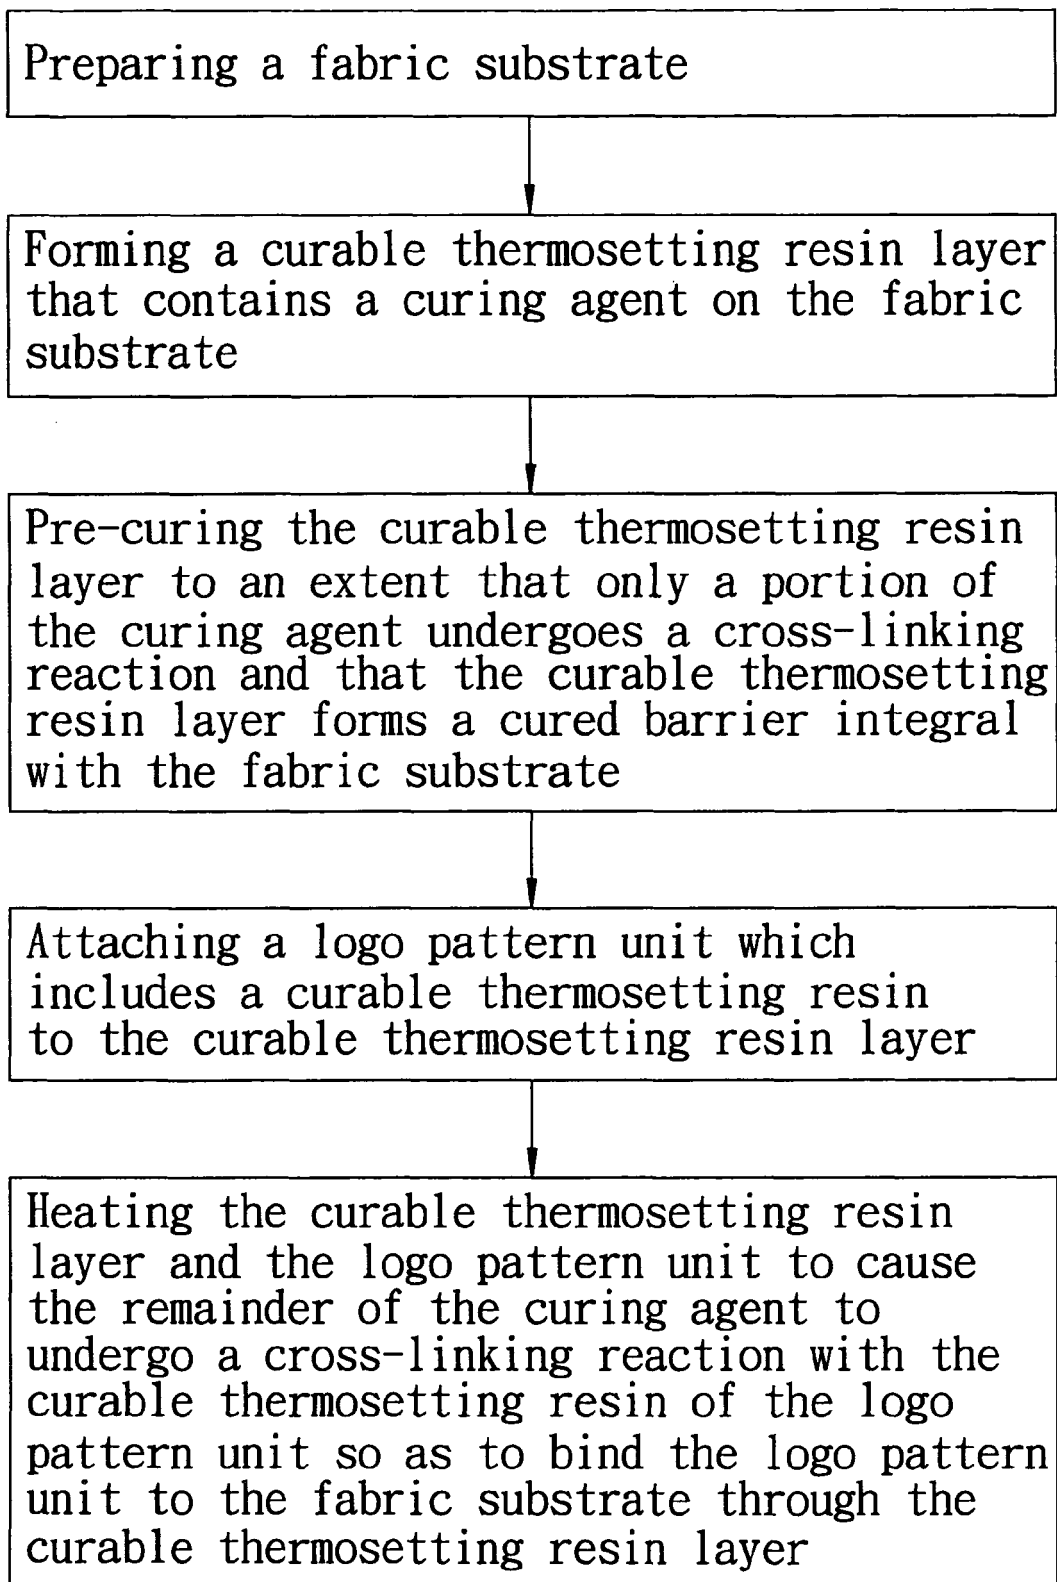 Preparing a fabric substrate
Forming a curable thermosetting resin layer
that contains a curing agent on the fabric
substrate
Pre-curing the curable thermosetting resin
layer to an extent that only a portion of
the curing agent undergoes a cross-linking
reaction and that the curable thermosetting
resin layer forms a cured barrier integral
with the fabric substrate
Attaching a logo pattern unit which
includes a curable thermosetting resin
to the curable thermosetting resin layer
Heating the curable thermosetting resin
layer and the logo pattern unit to cause
the remainder of the curing agent to
undergo a cross-linking reaction with the
curable thermosetting resin of the logo
pattern unit so as to bind the logo pattern
unit to the fabric substrate through the
curable thermosetting resin layer